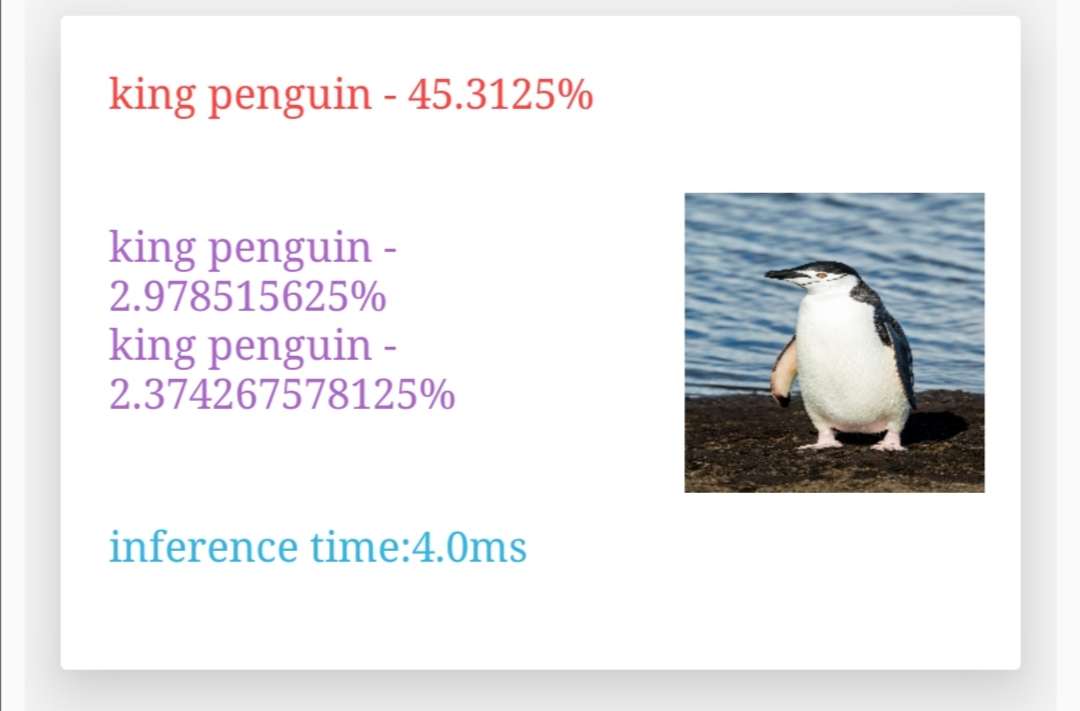 king penguin - 45.3125%
king penguin -
2.978515625%
king penguin -
2.374267578125%
inference time:4.0ms